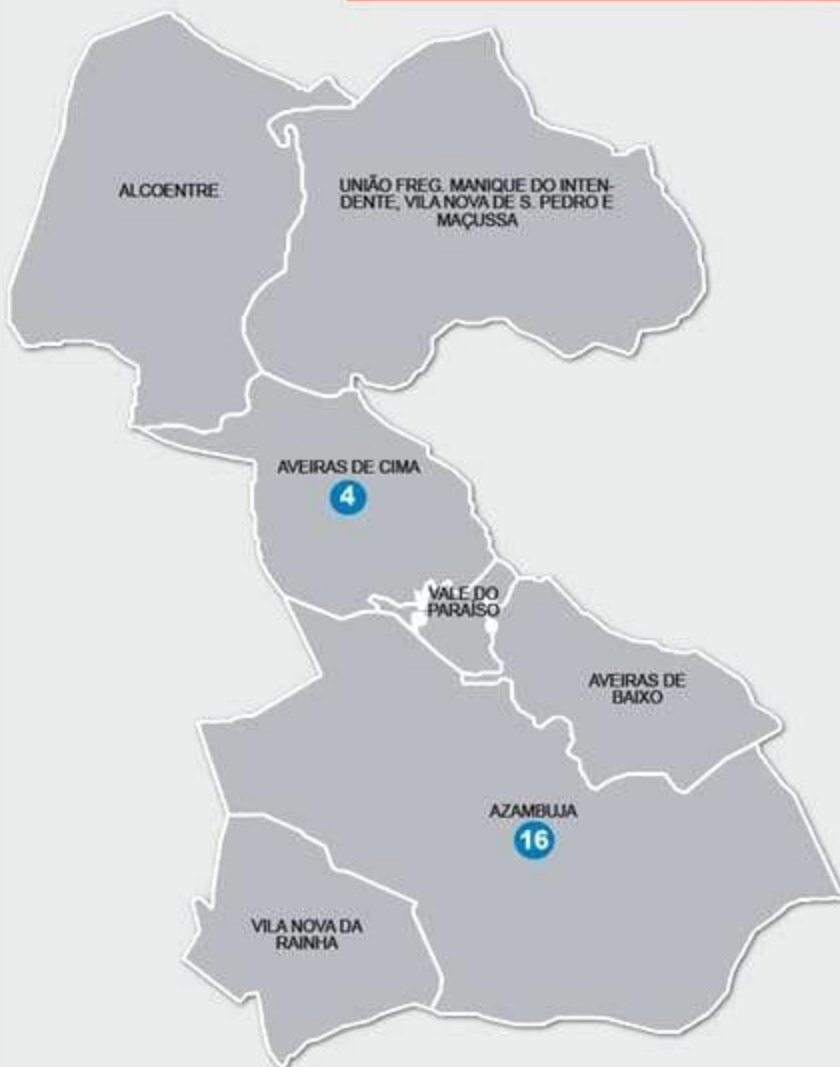 ALCOENTRE
UNIÃO FREG. MANIQUE DO INTEN-
DENTE, VILA NOVA DE S. PEDRO E
MAÇUSSA
AVEIRAS DE CIMA
4
VALE DO
PARAÍSO
AVEIRAS DE
BAIXO
AZAMBUJA
16
VILA NOVA DA
RAINHA